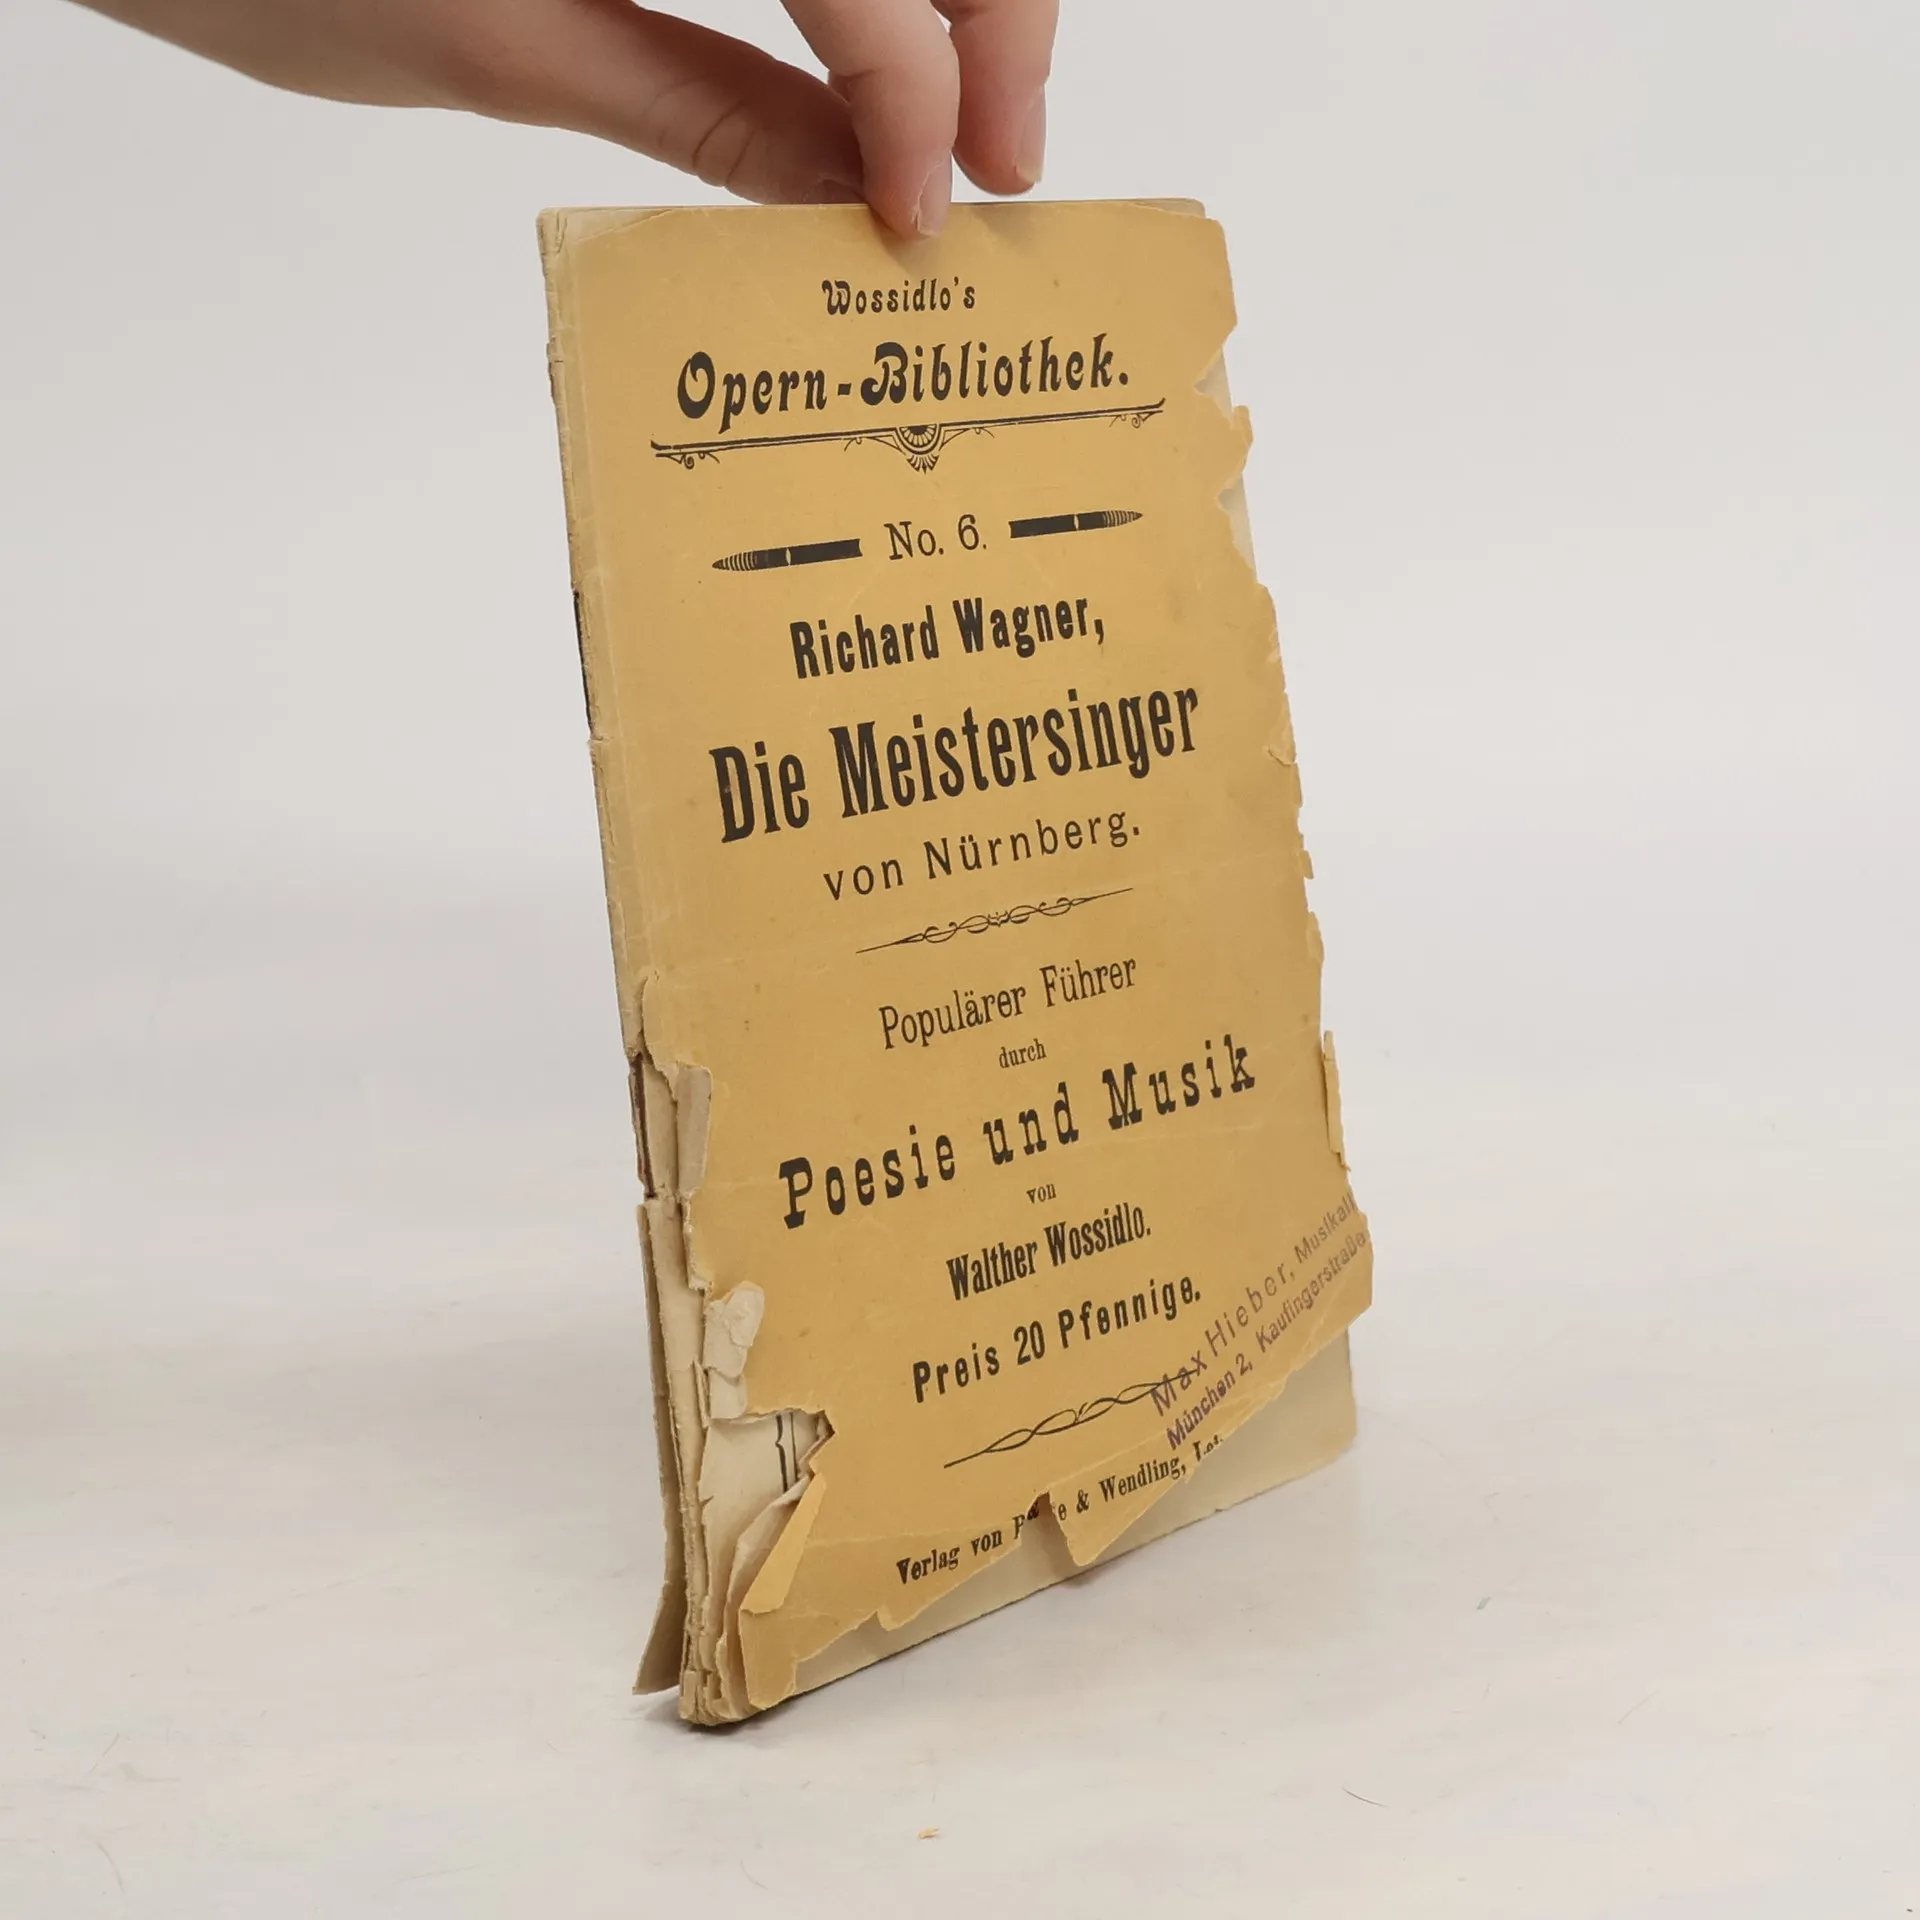 Wossidlo's
Opern-Bibliothek.
No. 6.
Richard Wagner,
Die Meistersinger
von Nürnberg.
Populärer Führer
durch
Poesie und Musik
von
Walther Wossidlo.
Preis 20 Pfennige.
Max Hieber, Musikal
München 2, Kaufingerstraße
Verlag von & Wendling,